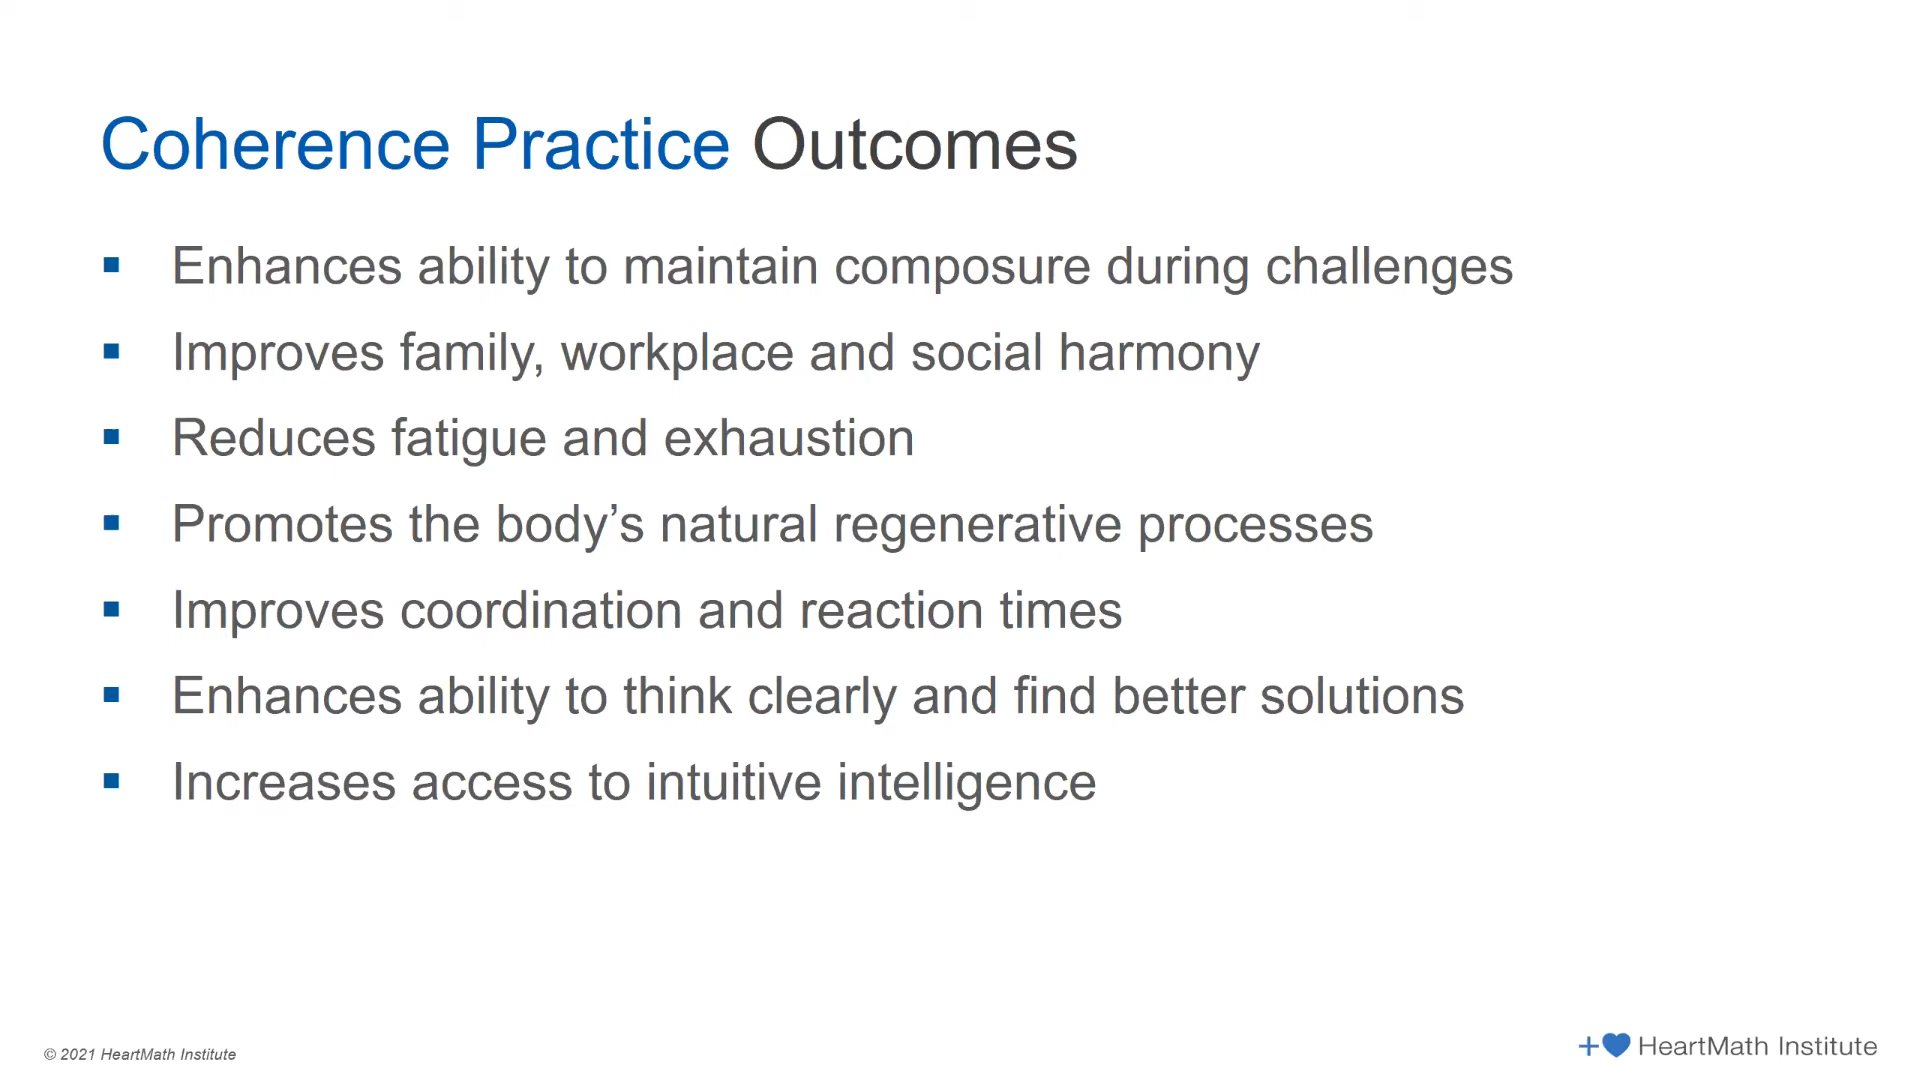 Coherence Practice Outcomes
▪ Enhances ability to maintain composure during challenges
▪ Improves family, workplace and social harmony
▪ Reduces fatigue and exhaustion
▪ Promotes the body’s natural regenerative processes
▪ Improves coordination and reaction times
▪ Enhances ability to think clearly and find better solutions
▪ Increases access to intuitive intelligence
© 2021 HeartMath Institute
HeartMath Institute